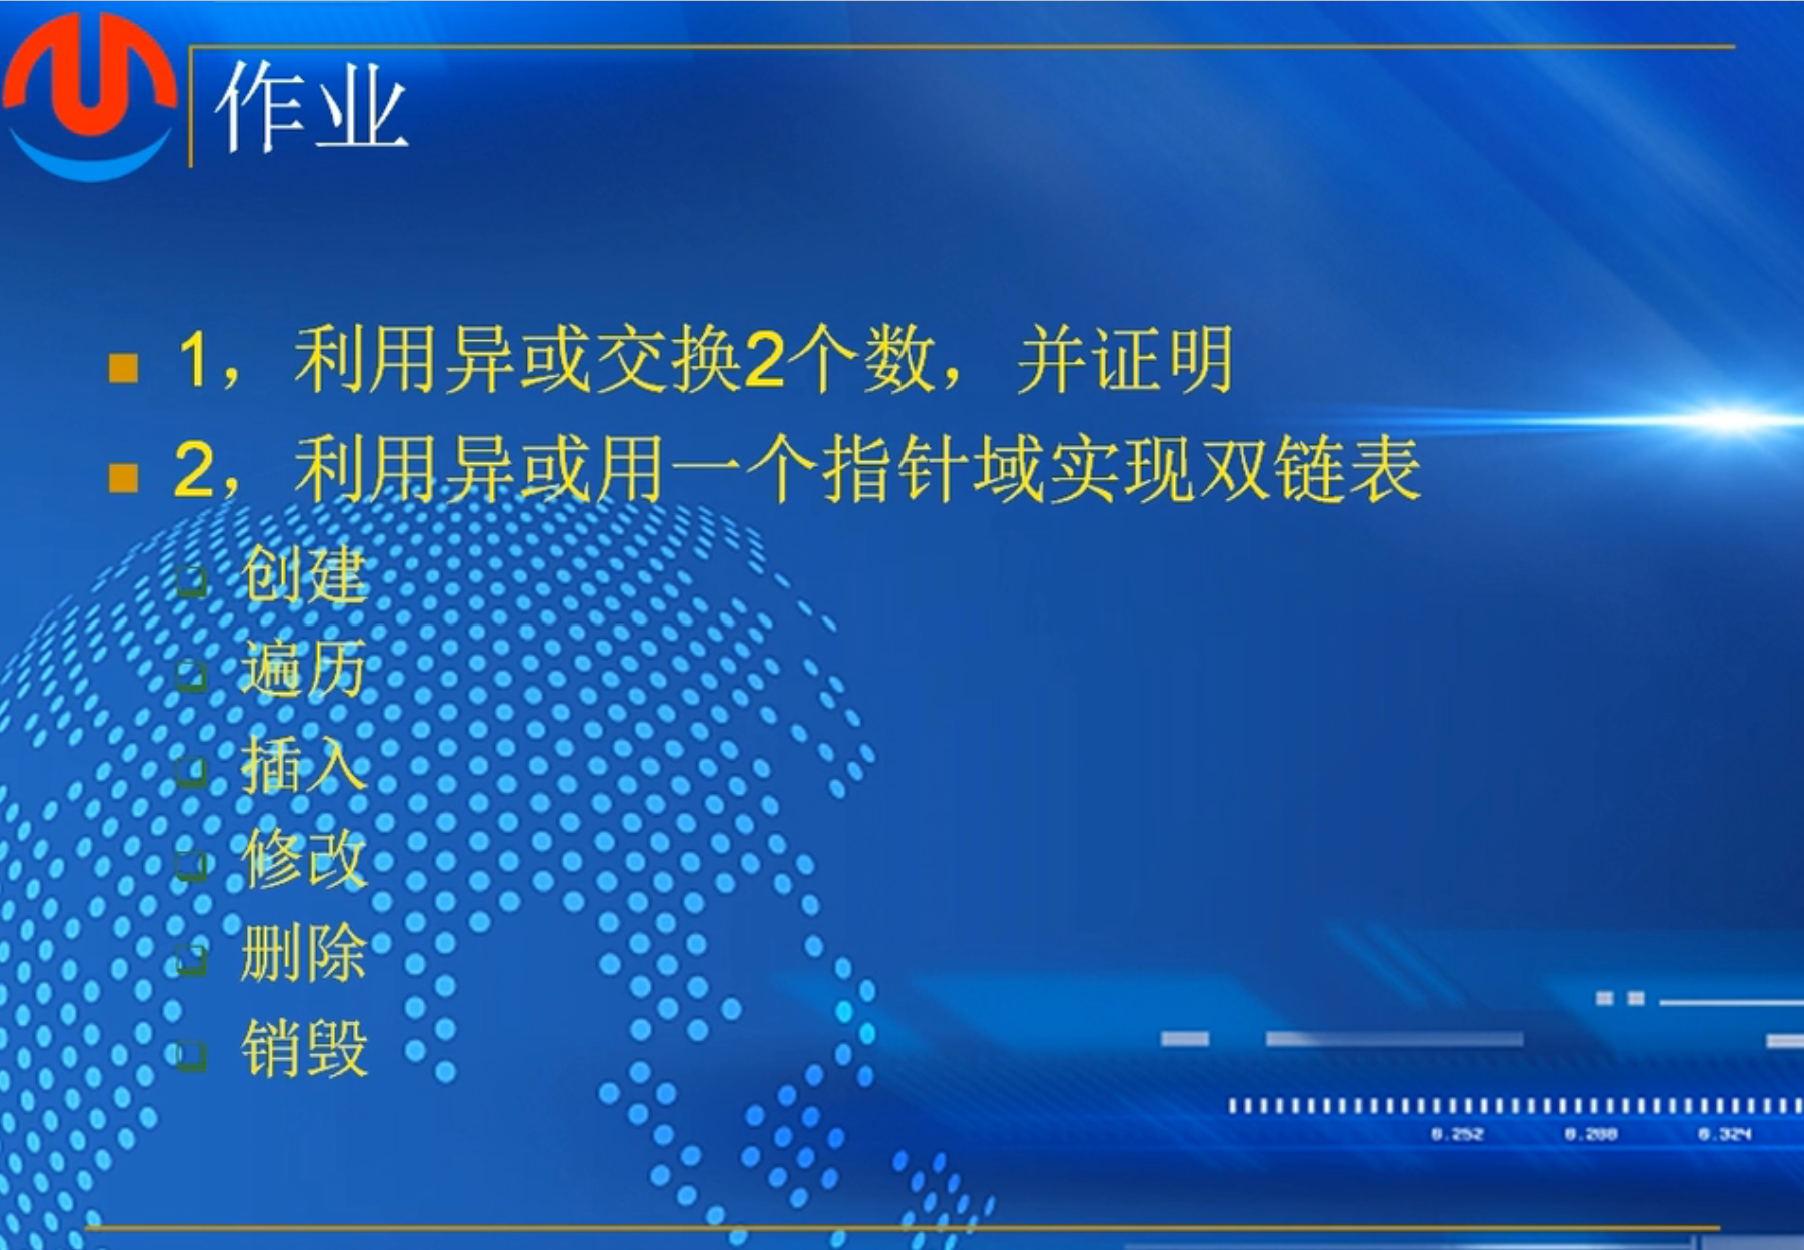 作业
1，利用异或交换2个数，并证明
2，利用异或用一个指针域实现双链表
创建
遍历
插入
修改
删除
销毁
0.252 0.288 0.324